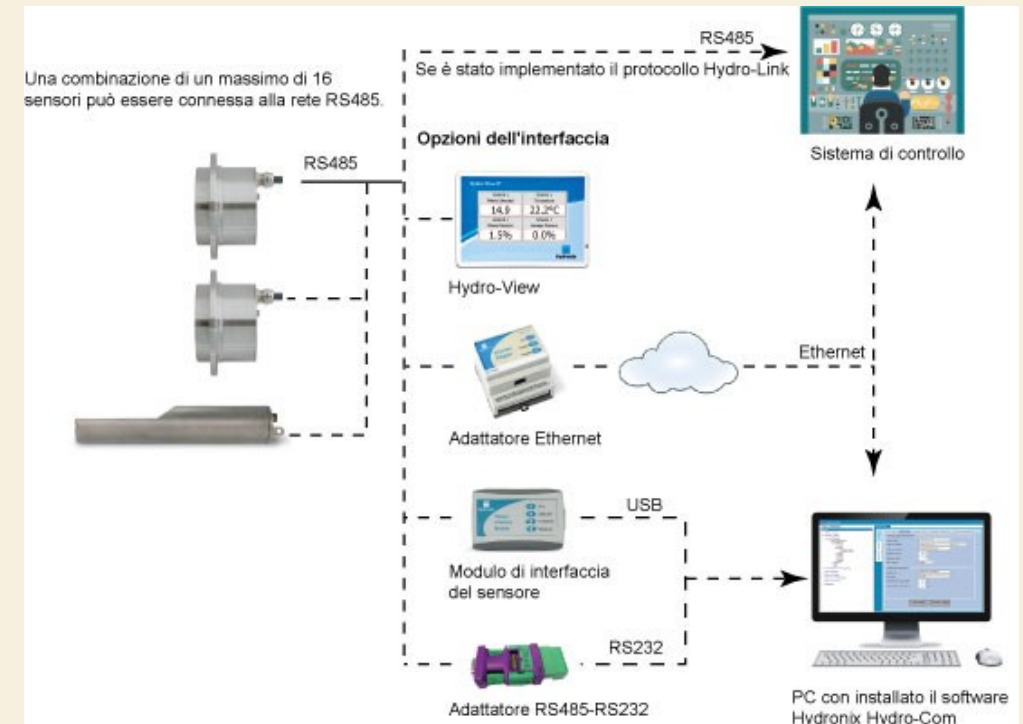 RS485
Se è stato implementato il protocollo Hydro-Link
Una combinazione di un massimo di 16
sensori può essere connessa alla rete RS485.
RS485
Opzioni dell'interfaccia
Sistema di controllo
14.9
22.2°C
1.5%
0.0%
Hydro-View
Ethernet
Adattatore Ethernet
USB
Modulo di interfaccia
del sensore
RS232
Adattatore RS485-RS232
PC con installato il software
Hydronix Hydro-Com